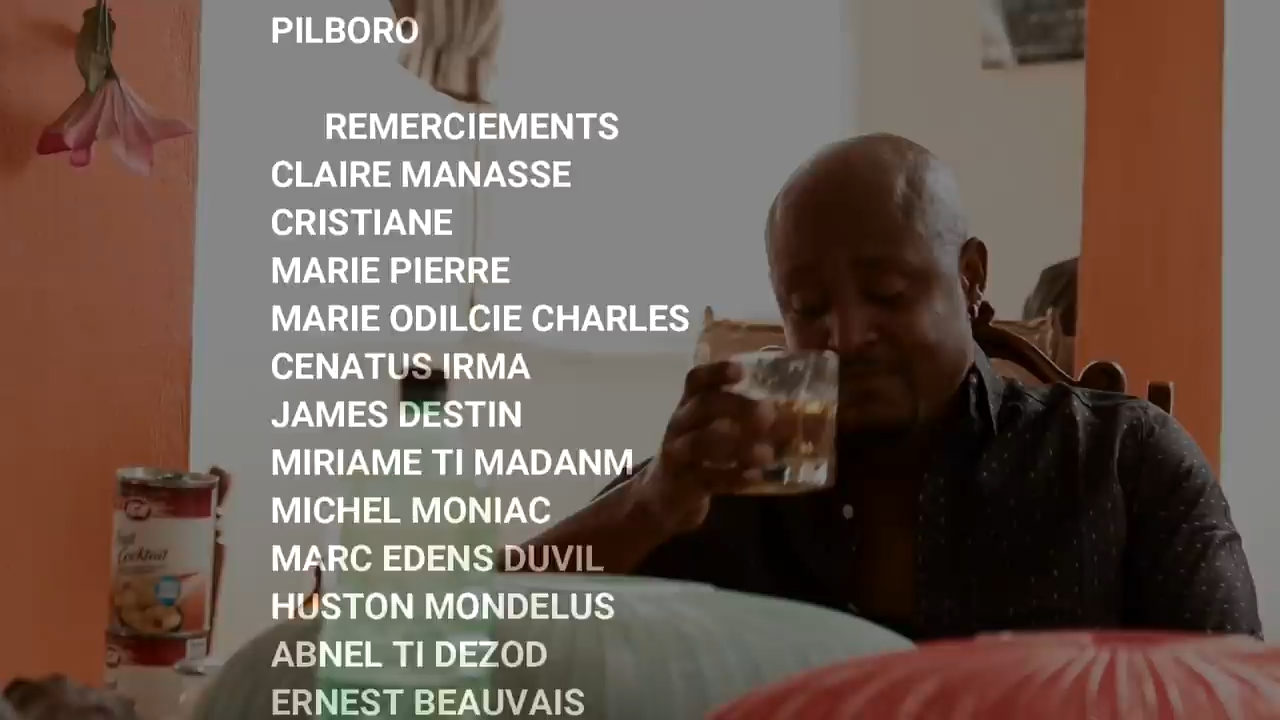 PILBORO
REMERCIEMENTS
CLAIRE MANASSE
CRISTIANE
MARIE PIERRE
MARIE ODILCIE CHARLES
CENATUS IRMA
JAMES DESTIN
MIRIAME TI MADANM
MICHEL MONIAC
MARC EDENS DUVIL
HUSTON MONDELUS
ABNEL TI DEZOD
ERNEST BEAUVAIS
Cocktail